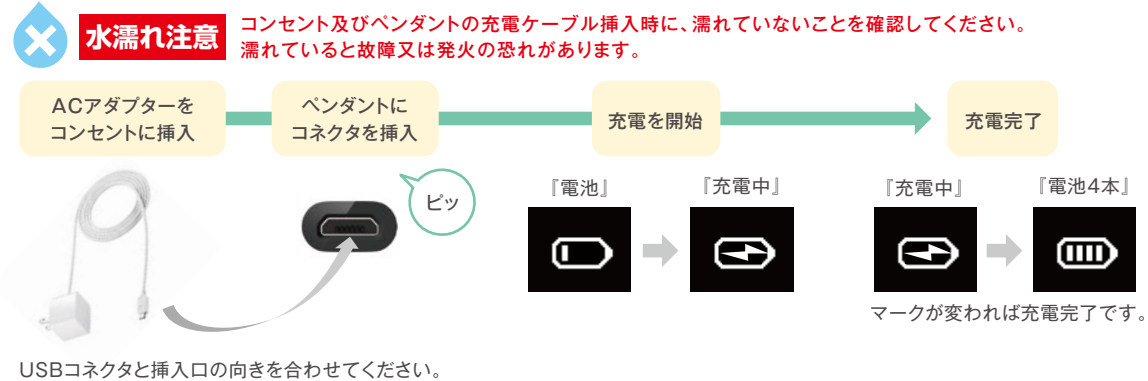 水濡れ注意
コンセント及びペンダントの充電ケーブル挿入時に、濡れていないことを確認してください。
濡れていると故障又は発火の恐れがあります。
ACアダプターを
コンセントに挿入
ペンダントに
コネクタを挿入
充電を開始
充電完了
ピッ
『電池』
『充電中』
『充電中』
『電池4本』
マークが変われば充電完了です。
USBコネクタと挿入口の向きを合わせてください。